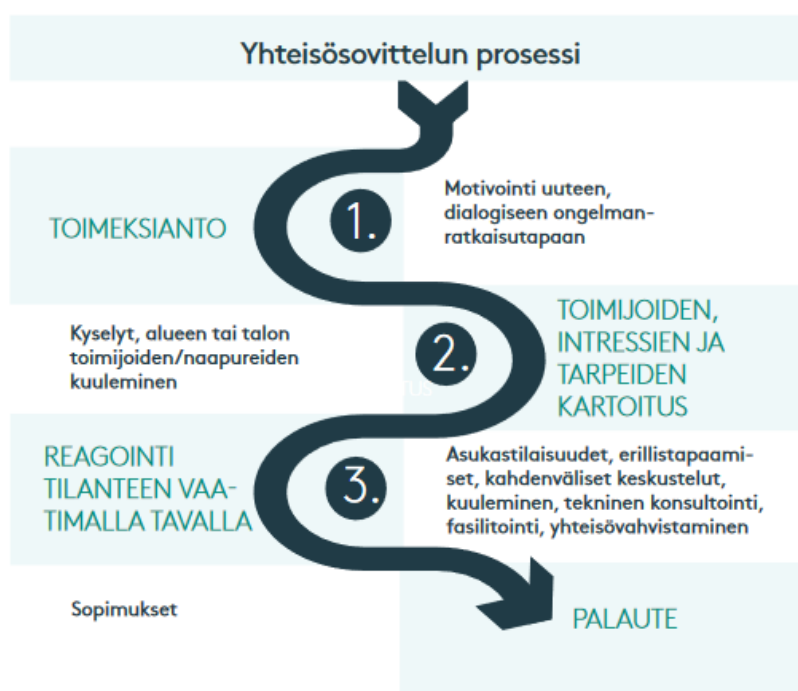 Yhteisösovittelun prosessi
TOIMEKSIANTO
1.
Motivointi uuteen,
dialogiseen ongelman-
ratkaisutapaan
Kyselyt, alueen tai talon
toimijoiden/naapureiden
kuuleminen
2.
TOIMIJOIDEN,
INTRESSIEN JA
TARPEIDEN
KARTOITUS
REAGOINTI
TILANTEEN VAA-
TIMALLA TAVALLA
3.
Asukastilaisuudet, erillistapaami-
set, kahdenväliset keskustelut,
kuuleminen, tekninen konsultointi,
fasilitointi, yhteisövahvistaminen
Sopimukset
PALAUTE